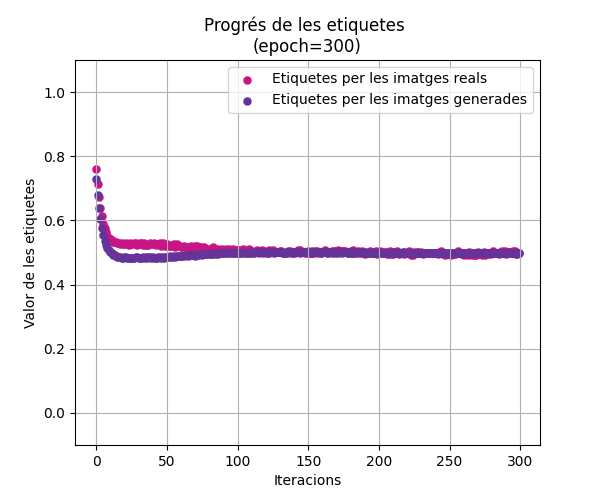 Progrés de les etiquetes
(epoch=300)
Etiquetes per les imatges reals
Etiquetes per les imatges generades
Valor de les etiquetes
1.0
0.8
0.6
0.4
0.2
0.0
0 50 100 150 200 250 300
Iteracions